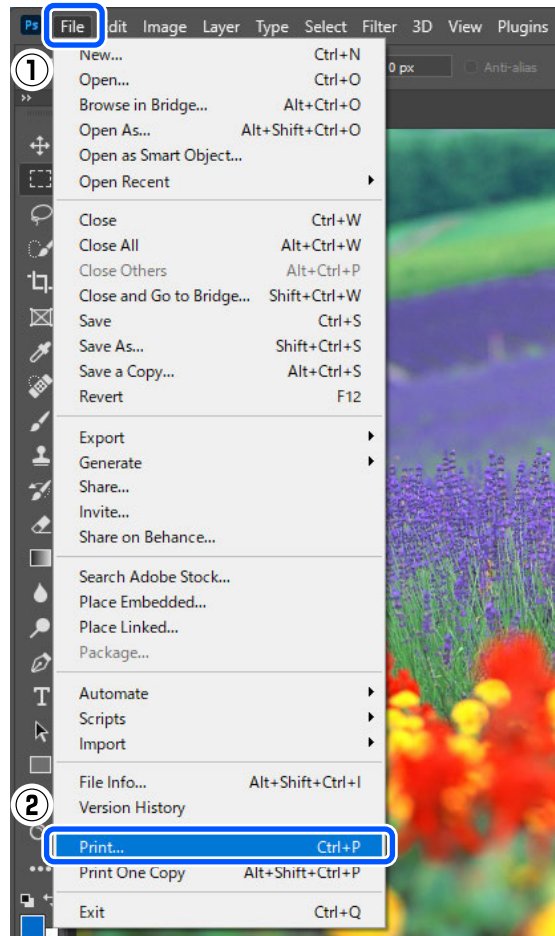 Ps File Edit Image Layer Type Select Filter 3D View Plugins
①
0 px Anti-alias
New... Ctrl+N
Open... Ctrl+O
Browse in Bridge... Alt+Ctrl+O
Open As... Alt+Shift+Ctrl+O
Open as Smart Object...
Open Recent
Close Ctrl+W
Close All Alt+Ctrl+W
Close Others Alt+Ctrl+P
Close and Go to Bridge... Shift+Ctrl+W
Save Ctrl+S
Save As... Shift+Ctrl+S
Save a Copy... Alt+Ctrl+S
Revert F12
Export
Generate
Share...
Invite...
Share on Behance...
Search Adobe Stock...
Place Embedded...
Place Linked...
Package...
Automate
Scripts
Import
File Info... Alt+Shift+Ctrl+I
Version History
②
Print... Ctrl+P
Print One Copy Alt+Shift+Ctrl+P
Exit Ctrl+Q